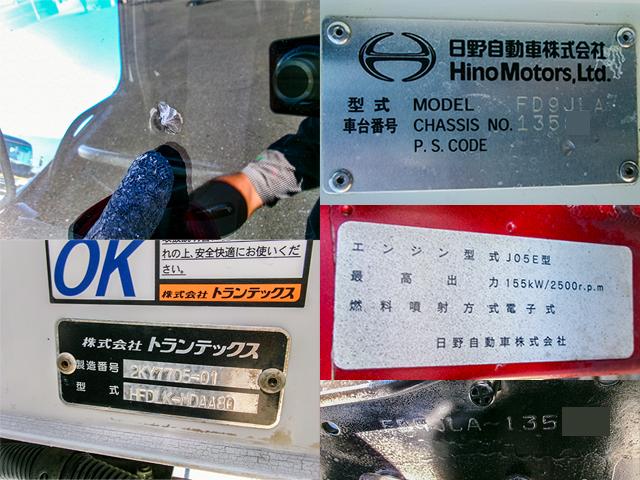 日野自動車株式会社
HinoMotors,Ltd.
型式 MODEL FD9JLA
車台番号 CHASSIS NO. 135
P. S. CODE
エンジン型式 J05E型
最高出力 155kW/2500r.p.m
燃料噴射方式 電子式
日野自動車株式会社
OK
れの上、安全快適にお使いくださ
い。
株式会社 トランテックス
株式会社 トランテックス
製造番号 2KY7705-01
型式
FD9JLA-135